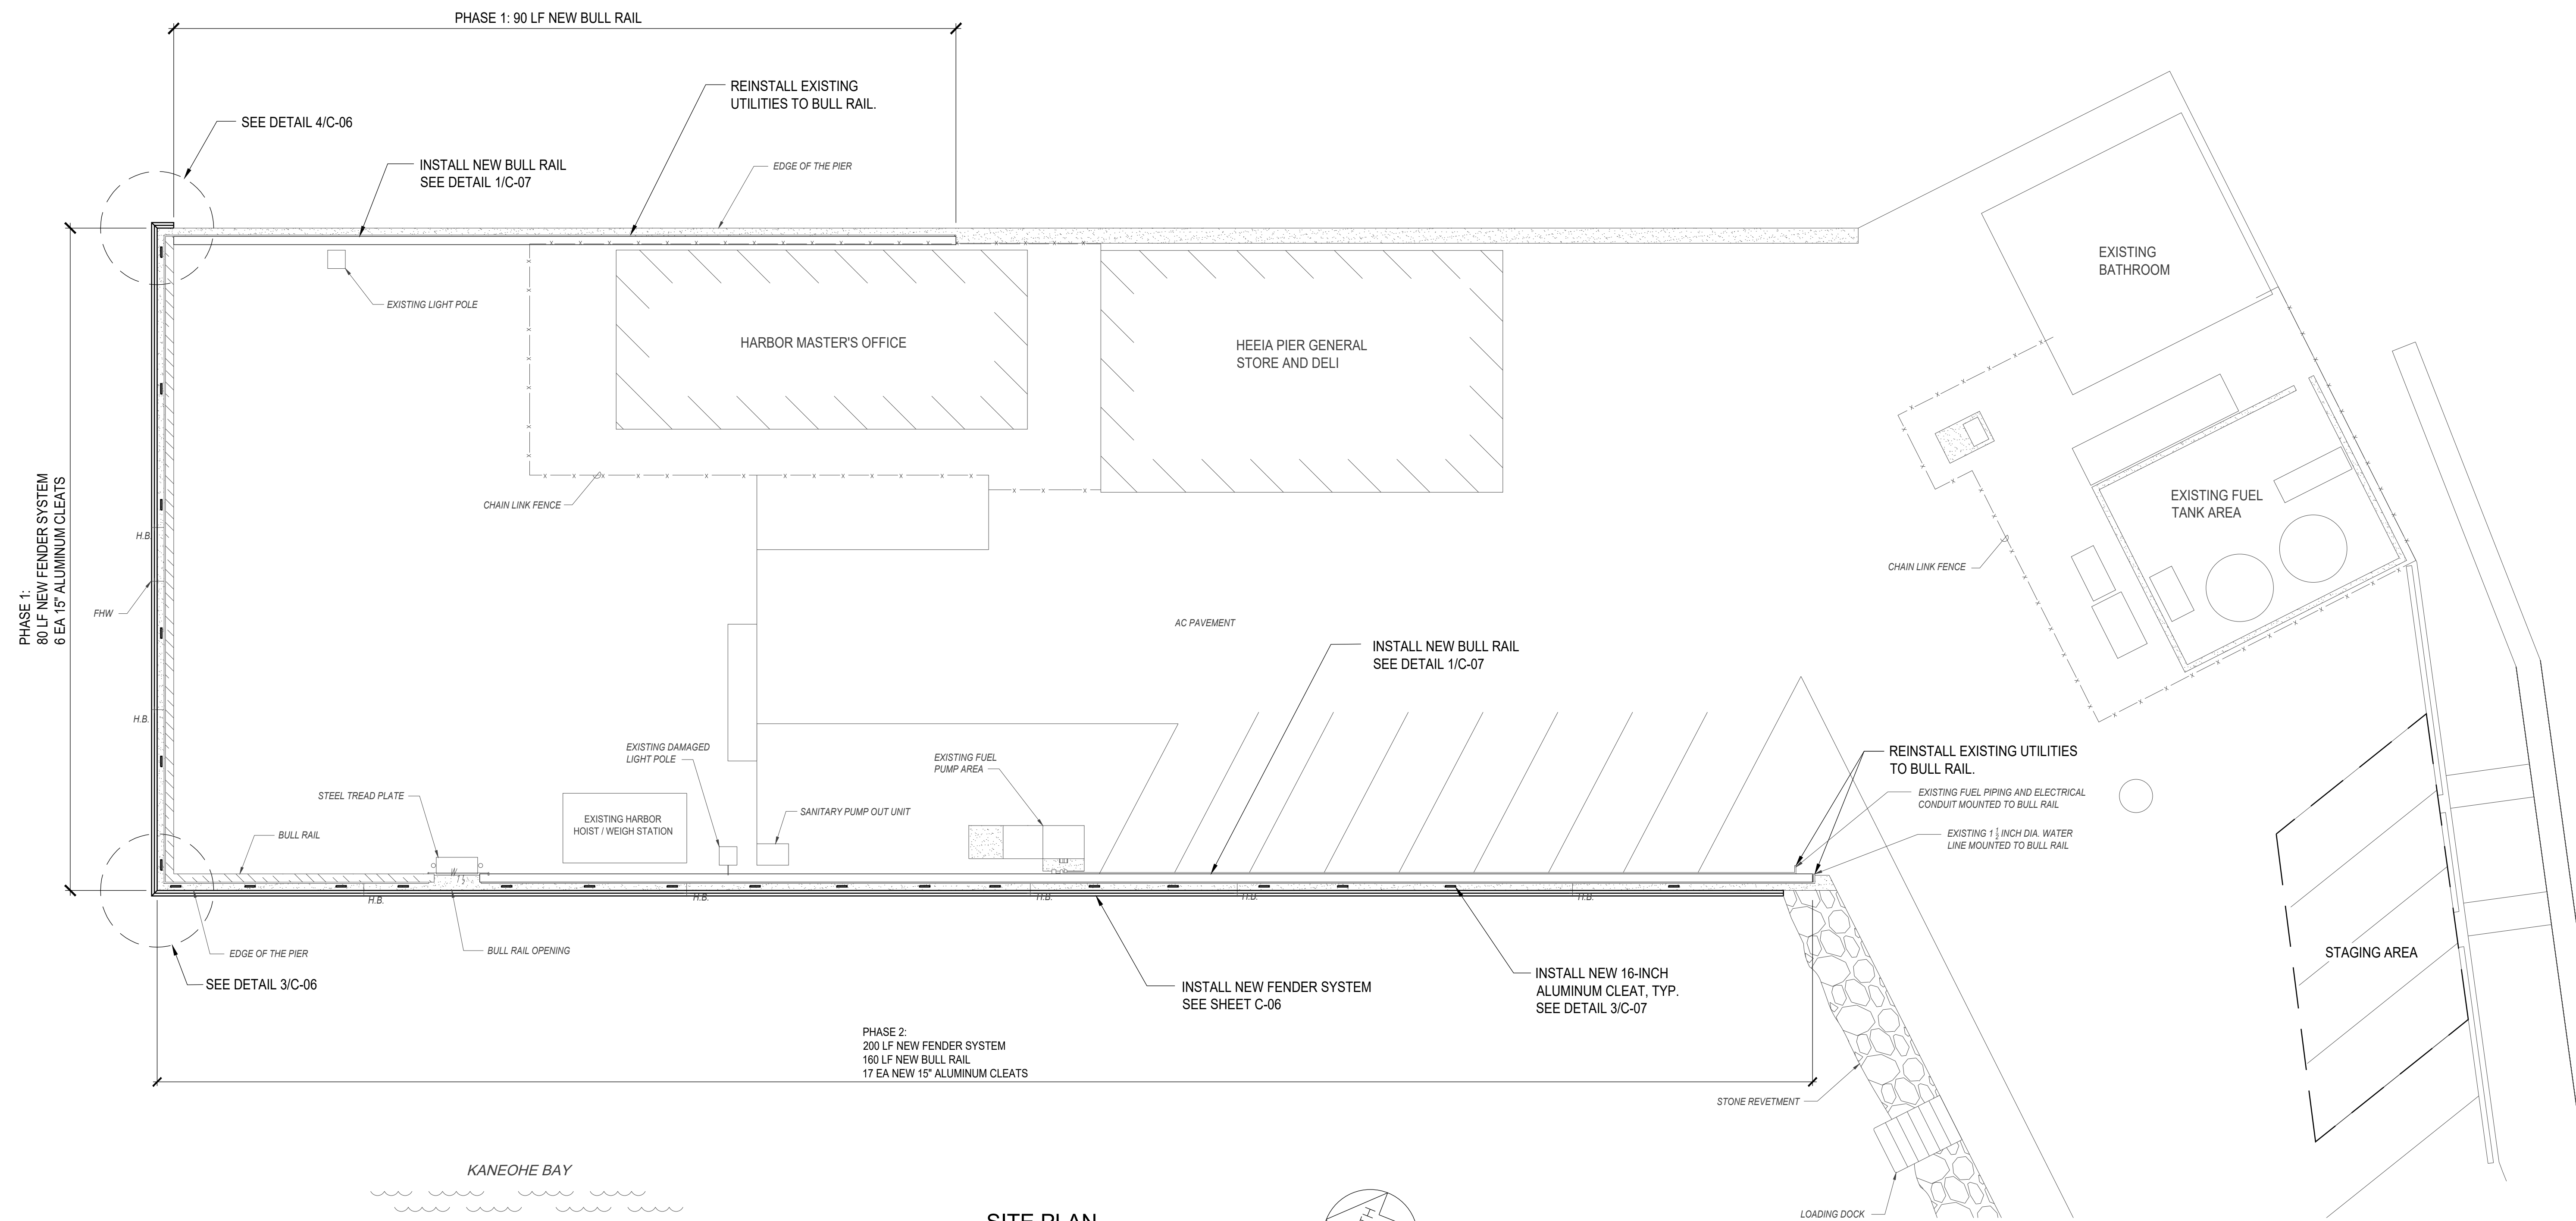 PHASE 1: 90 LF NEW BULL RAIL
REINSTALL EXISTING
UTILITIES TO BULL RAIL.
SEE DETAIL 4/C-06
INSTALL NEW BULL RAIL
SEE DETAIL 1/C-07
EDGE OF THE PIER
EXISTING LIGHT POLE
HARBOR MASTER'S OFFICE
HEEIA PIER GENERAL
STORE AND DELI
EXISTING
BATHROOM
CHAIN LINK FENCE
EXISTING FUEL
TANK AREA
CHAIN LINK FENCE
PHASE 1:
80 LF NEW FENDER SYSTEM
6 EA 15" ALUMINUM CLEATS
H.B.
FHW
H.B.
AC PAVEMENT
INSTALL NEW BULL RAIL
SEE DETAIL 1/C-07
EXISTING DAMAGED
LIGHT POLE
EXISTING FUEL
PUMP AREA
STEEL TREAD PLATE
EXISTING HARBOR
HOIST / WEIGH STATION
SANITARY PUMP OUT UNIT
BULL RAIL
REINSTALL EXISTING UTILITIES
TO BULL RAIL.
EXISTING FUEL PIPING AND ELECTRICAL
CONDUIT MOUNTED TO BULL RAIL
EXISTING 1 1/2 INCH DIA. WATER
LINE MOUNTED TO BULL RAIL
H.B.
H.B.
H.B.
H.B.
H.B.
EDGE OF THE PIER
BULL RAIL OPENING
SEE DETAIL 3/C-06
INSTALL NEW FENDER SYSTEM
SEE SHEET C-06
INSTALL NEW 16-INCH
ALUMINUM CLEAT, TYP.
SEE DETAIL 3/C-07
STAGING AREA
PHASE 2:
200 LF NEW FENDER SYSTEM
160 LF NEW BULL RAIL
17 EA NEW 15" ALUMINUM CLEATS
STONE REVETMENT
KANEOHE BAY
SITE PLAN
LOADING DOCK